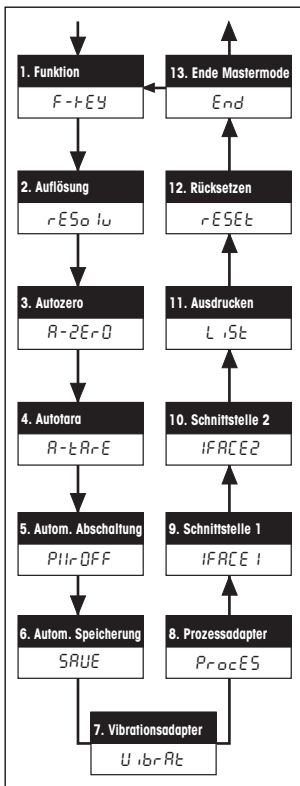 1. Funktion
F-KEY
2. Auflösung
rESolv
3. Autozero
A-ZErO
4. Autotara
A-tArE
5. Autom. Abschaltung
PWrOFF
6. Autom. Speicherung
SAVE
7. Vibrationsadapter
VibrAt
8. Prozessadapter
ProcES
9. Schnittstelle 1
IFACE1
10. Schnittstelle 2
IFACE2
11. Ausdrucken
LiSt
12. Rücksetzen
rESEt
13. Ende Mastermode
End